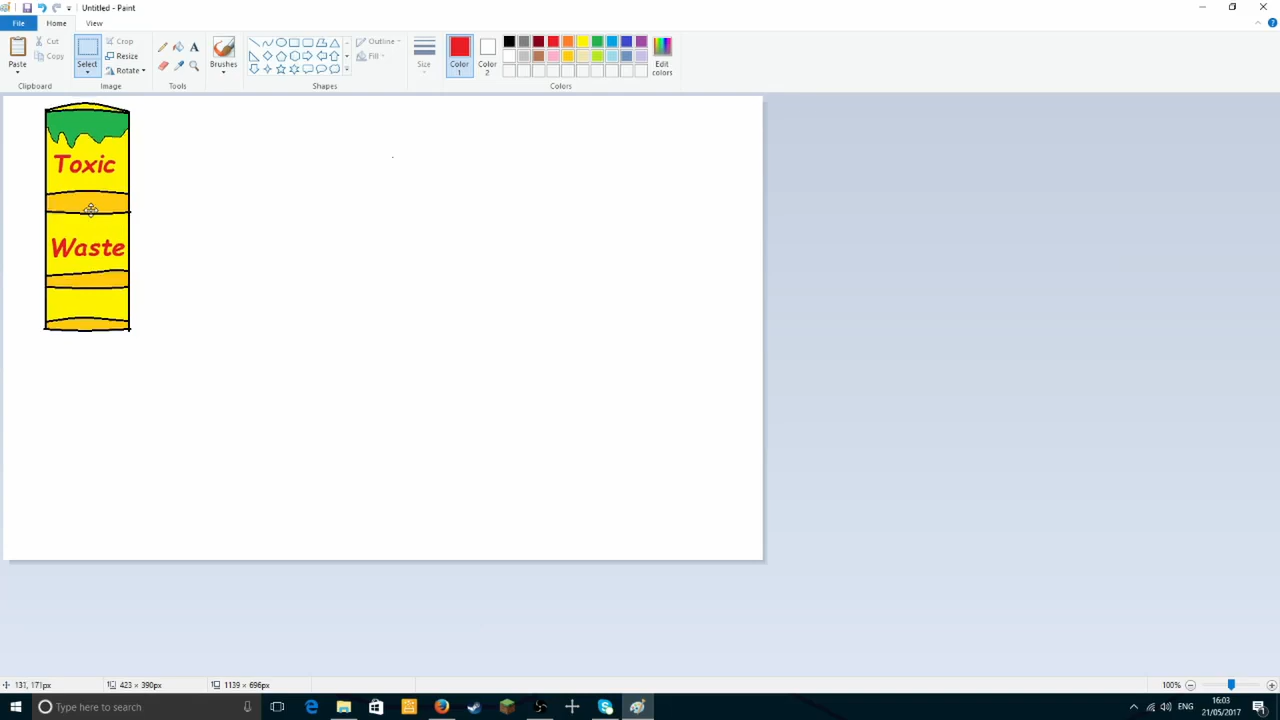 Untitled - Paint
File
Home
View
Paste
Cut
Copy
Clipboard
Select
Crop
Resize
Rotate
Image
A
Tools
Brushes
Shapes
Outline
Fill
Size
Color 1
Color 2
Edit colors
Colors
Toxic
Waste
131, 171px
423 × 390px
1139 × 696px
100%
Type here to search
ENG
16:03
21/05/2017